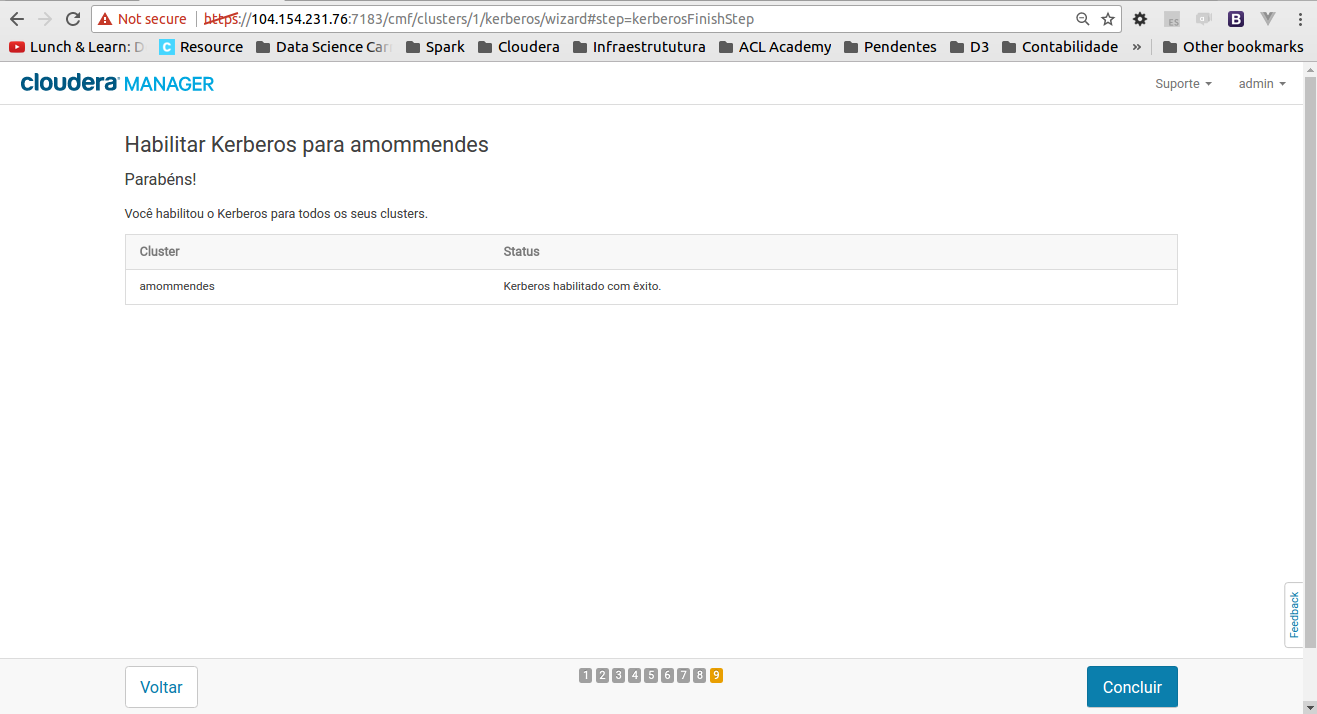 Not secure https://104.154.231.76:7183/cmf/clusters/1/kerberos/wizard#step=kerberosFinishStep ES B
Lunch & Learn: D C Resource Data Science Car Spark Cloudera Infraestrututura ACL Academy Pendentes D3 Contabilidade » Other bookmarks
cloudera MANAGER Suporte admin
Habilitar Kerberos para amommendes
Parabéns!
Você habilitou o Kerberos para todos os seus clusters.
Cluster Status
amommendes Kerberos habilitado com êxito.
Feedback
Voltar 1 2 3 4 5 6 7 8 9 Concluir